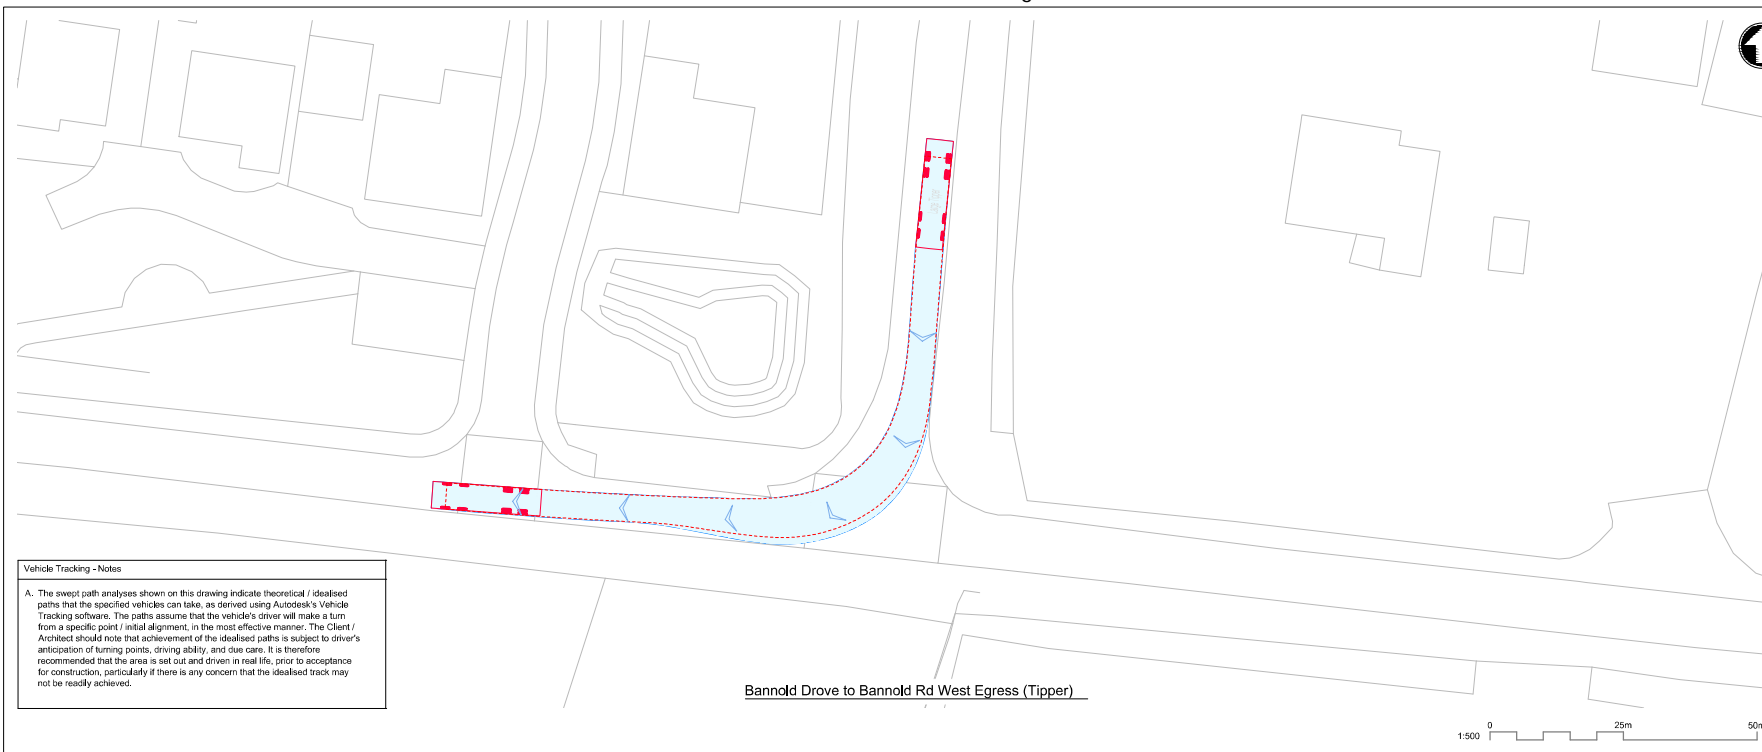 Vehicle Tracking - Notes
A. The swept path analyses shown on this drawing indicate theoretical / idealised
paths that the specified vehicles can take, as derived using Autodesk's Vehicle
Tracking software. The paths assume that the vehicle's driver will make a turn
from a specific point / initial alignment, in the most effective manner. The Client /
Architect should note that achievement of the idealised paths is subject to driver's
anticipation of turning points, driving ability, and due care. It is therefore
recommended that the area is set out and driven in real life, prior to acceptance
for construction, particularly if there is any concern that the idealised track may
not be readily achieved.
Bannold Drove to Bannold Rd West Egress (Tipper)
1:500
0 25m 50m